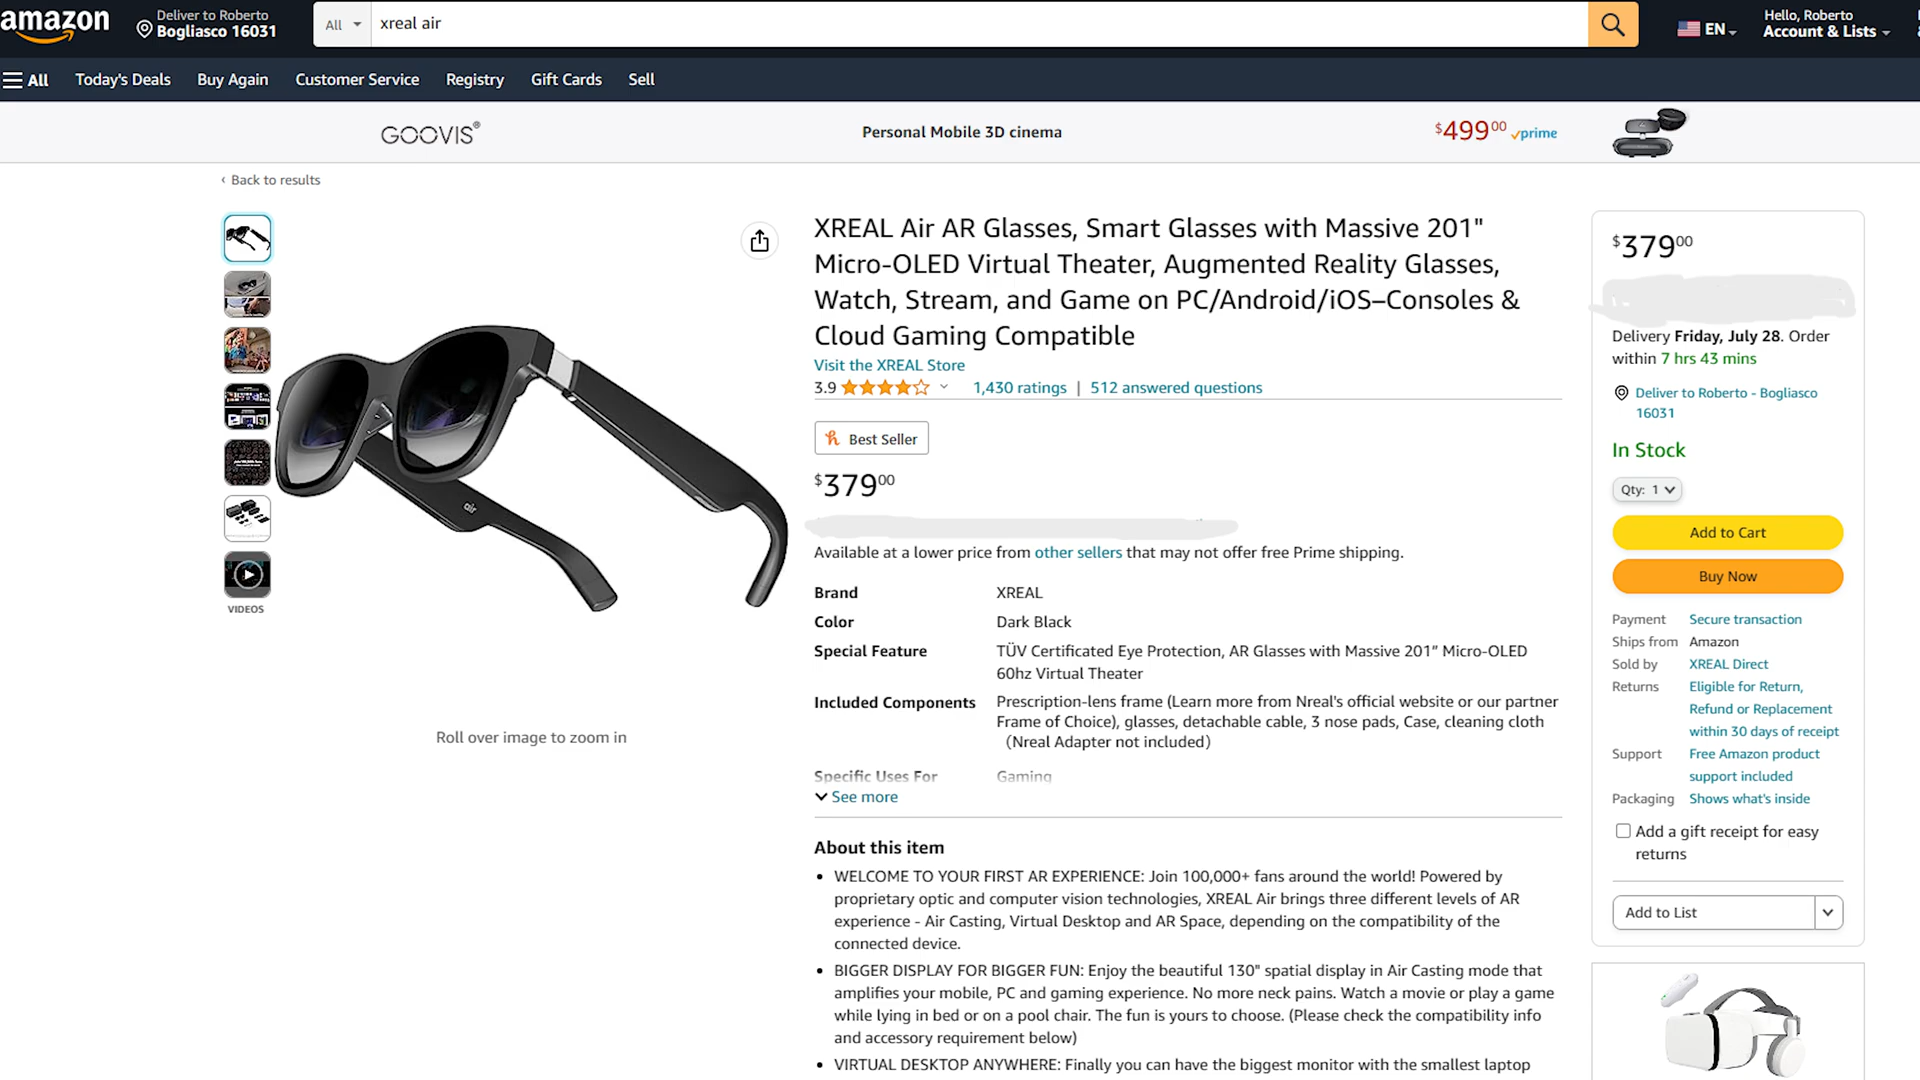 amazon
Deliver to Roberto
Bogliasco 16031
All
xreal air
EN
Hello, Roberto
Account & Lists
All
Today's Deals
Buy Again
Customer Service
Registry
Gift Cards
Sell
GOOVIS®
Personal Mobile 3D cinema
$49900
prime
‹ Back to results
VIDEOS
air
Roll over image to zoom in
XREAL Air AR Glasses, Smart Glasses with Massive 201"
Micro-OLED Virtual Theater, Augmented Reality Glasses,
Watch, Stream, and Game on PC/Android/iOS–Consoles &
Cloud Gaming Compatible
Visit the XREAL Store
3.9
1,430 ratings | 512 answered questions
Best Seller
$37900
Available at a lower price from other sellers that may not offer free Prime shipping.
Brand XREAL
Color Dark Black
Special Feature TÜV Certificated Eye Protection, AR Glasses with Massive 201” Micro-OLED
60hz Virtual Theater
Included Components Prescription-lens frame (Learn more from Nreal's official website or our partner
Frame of Choice), glasses, detachable cable, 3 nose pads, Case, cleaning cloth
（Nreal Adapter not included）
Specific Uses For Gaming
See more
About this item
• WELCOME TO YOUR FIRST AR EXPERIENCE: Join 100,000+ fans around the world! Powered by
proprietary optic and computer vision technologies, XREAL Air brings three different levels of AR
experience - Air Casting, Virtual Desktop and AR Space, depending on the compatibility of the
connected device.
• BIGGER DISPLAY FOR BIGGER FUN: Enjoy the beautiful 130" spatial display in Air Casting mode that
amplifies your mobile, PC and gaming experience. No more neck pains. Watch a movie or play a game
while lying in bed or on a pool chair. The fun is yours to choose. (Please check the compatibility info
and accessory requirement below)
• VIRTUAL DESKTOP ANYWHERE: Finally you can have the biggest monitor with the smallest laptop
$37900
Delivery Friday, July 28. Order
within 7 hrs 43 mins
Deliver to Roberto - Bogliasco
16031
In Stock
Qty: 1
Add to Cart
Buy Now
Payment Secure transaction
Ships from Amazon
Sold by XREAL Direct
Returns Eligible for Return,
Refund or Replacement
within 30 days of receipt
Support Free Amazon product
support included
Packaging Shows what's inside
Add a gift receipt for easy
returns
Add to List